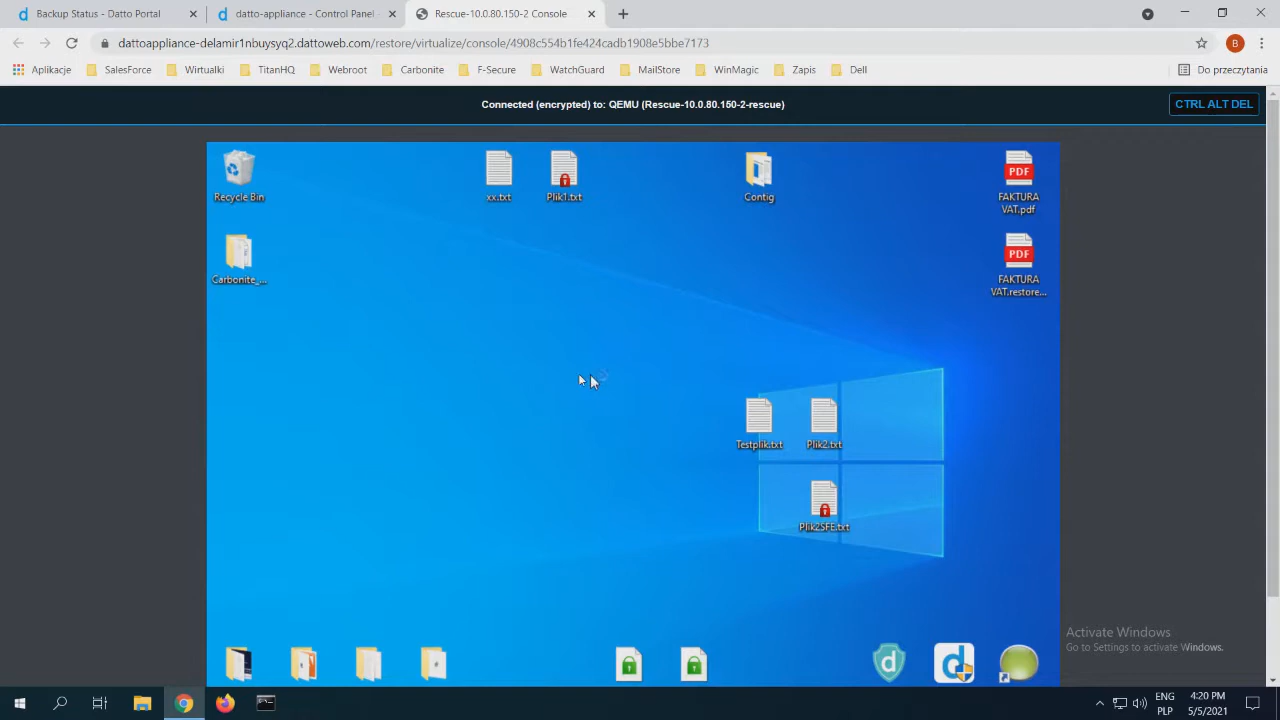 Backup Status - Datto Portal
datto-appliance - Control Panel -
Rescue-10.0.80.150-2 Console
dattoappliance-delamir1nbuysyq2.dattoweb.com/restore/virtualize/console/4908c554b1fe424cadb1908e5bbe7173
B
Aplikacje
SalesForce
Wirtualki
TitanHQ
Webroot
Carbonite
F-Secure
WatchGuard
MailStore
WinMagic
Zapis
Dell
Do przeczytania
Connected (encrypted) to: QEMU (Rescue-10.0.80.150-2-rescue)
CTRL ALT DEL
Recycle Bin
xx.txt
Plik1.txt
Contig
PDF
FAKTURA
VAT.pdf
Carbonite_...
PDF
FAKTURA
VAT.restore...
Testplik.txt
Plik2.txt
Plik2SFE.txt
Activate Windows
Go to Settings to activate Windows.
ENG
PLP
4:20 PM
5/5/2021